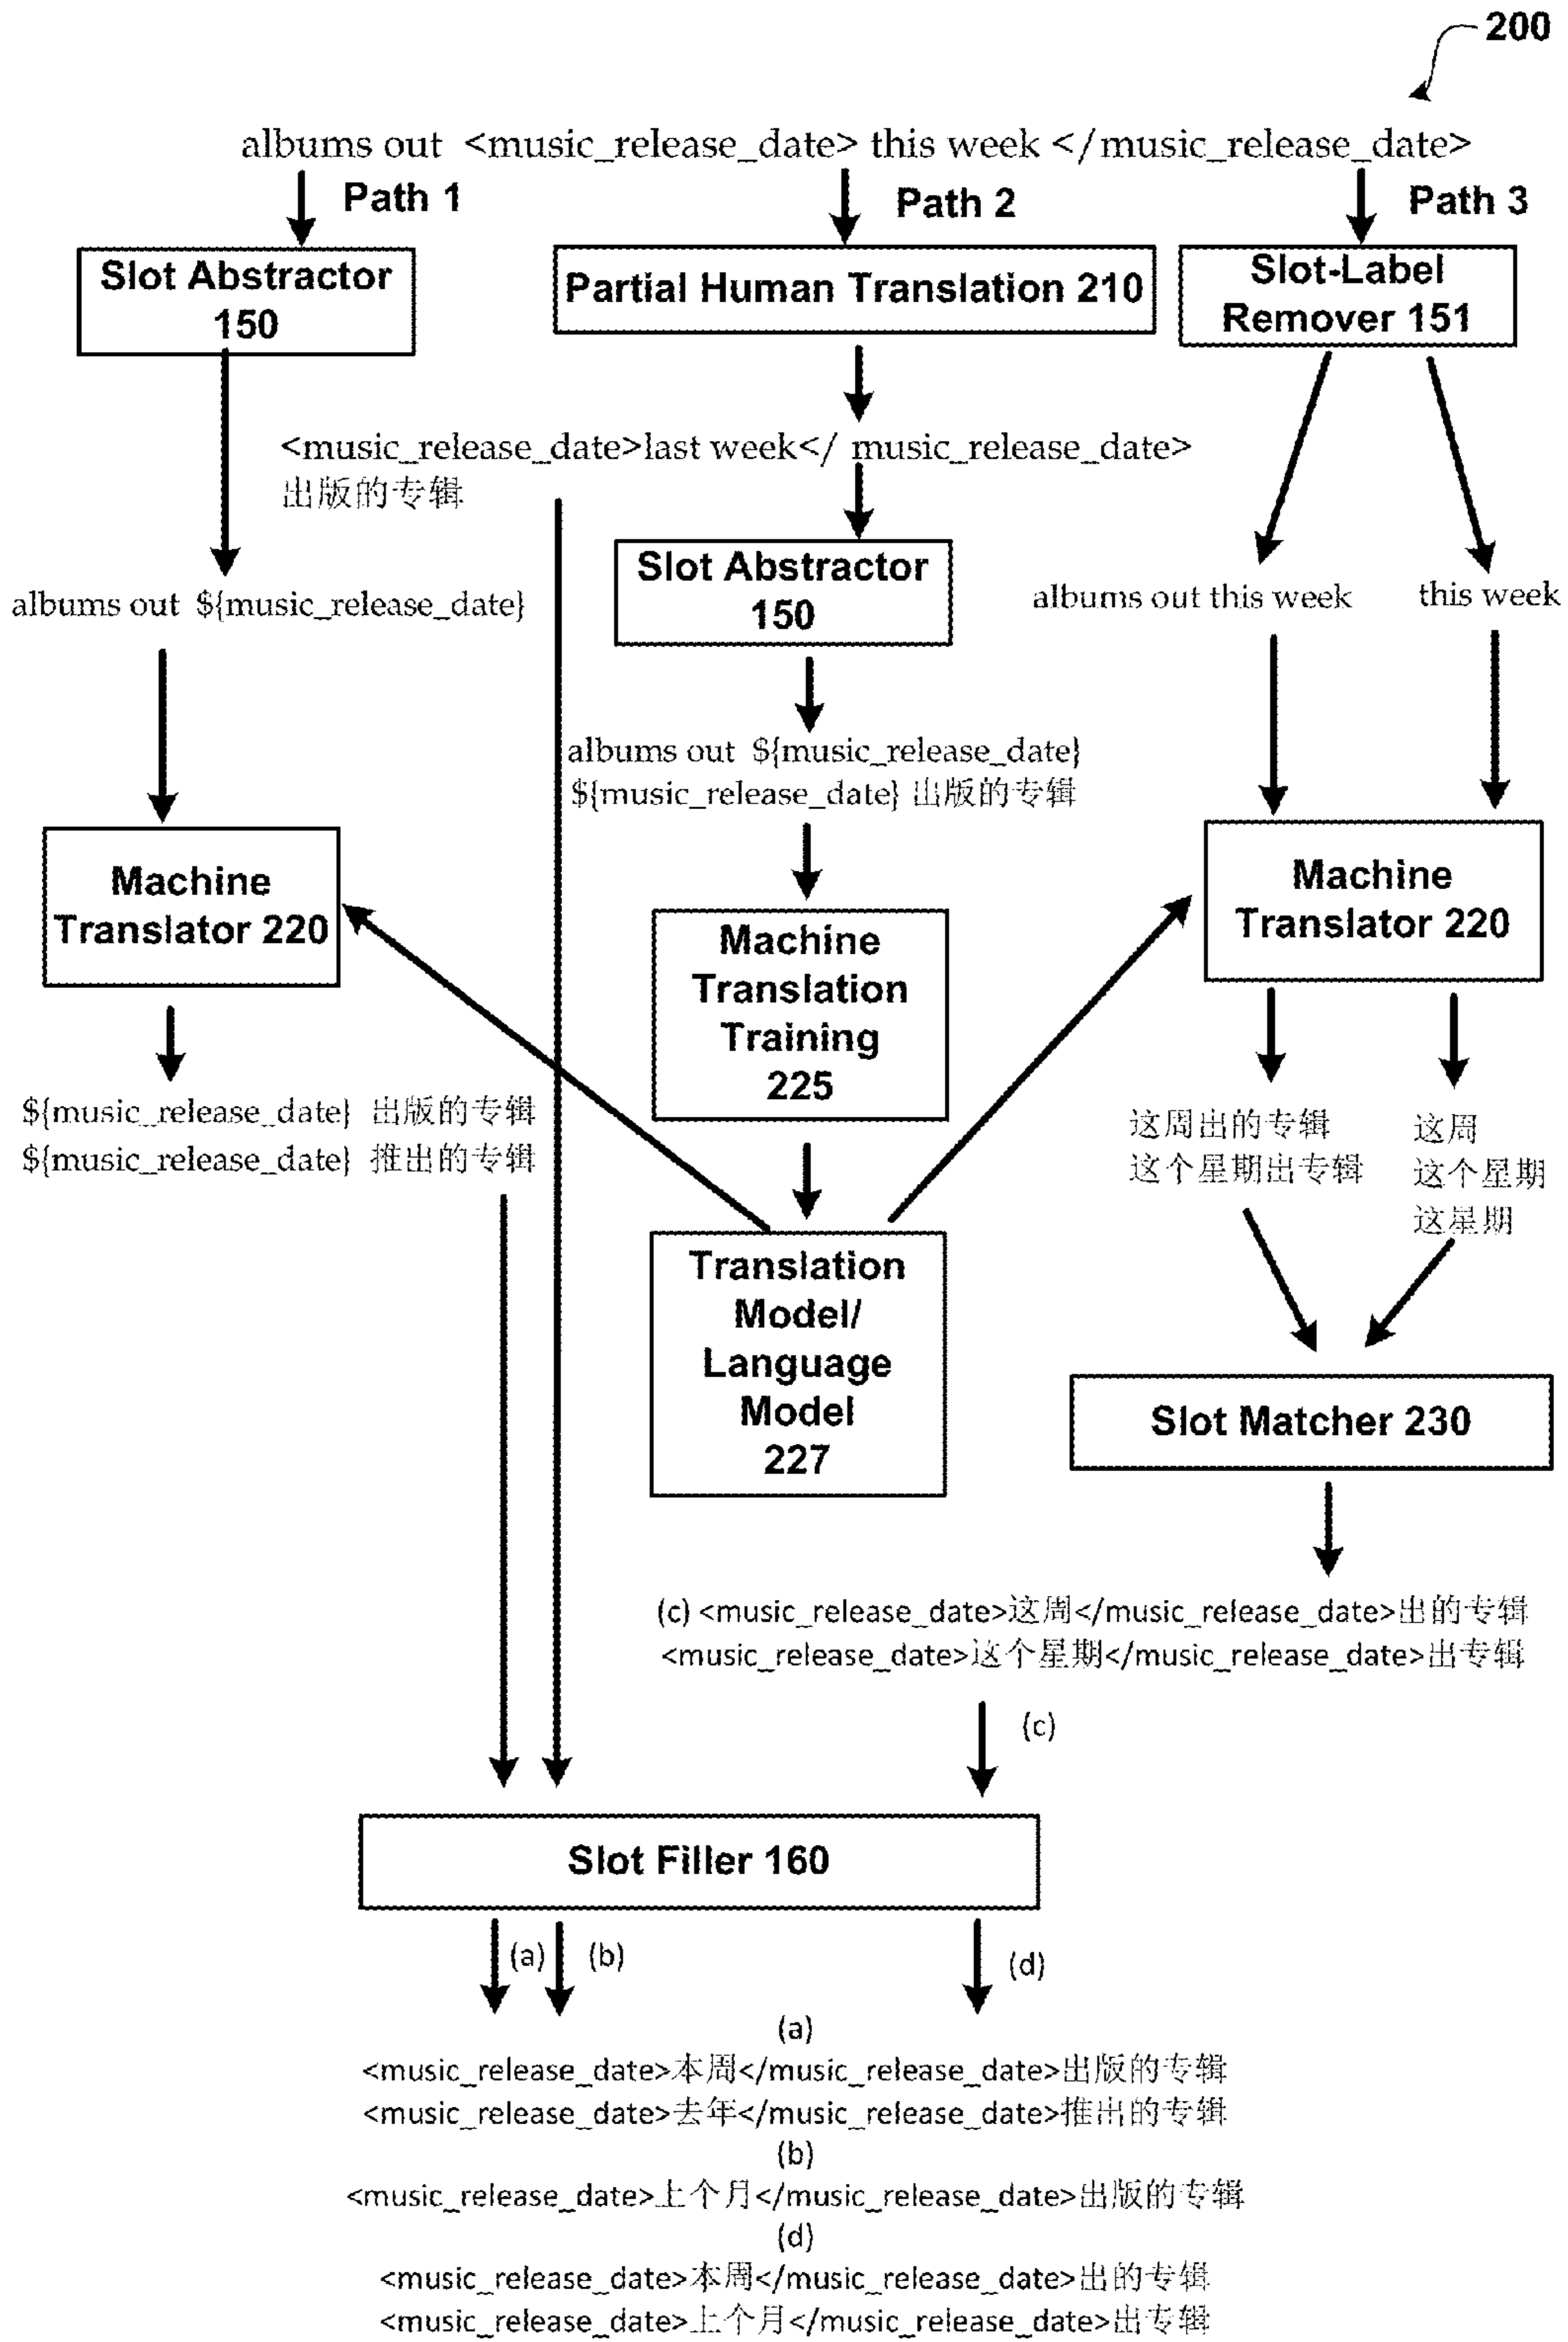 200
albums out <music_release_date> this week </music_release_date>
Path 1
Path 2
Path 3
Slot Abstractor
150
Partial Human Translation 210
Slot-Label
Remover 151
<music_release_date>last week</ music_release_date>
出版的专辑
Slot Abstractor
150
albums out ${music_release_date}
albums out this week
this week
albums out ${music_release_date}
${music_release_date} 出版的专辑
Machine
Translator 220
Machine
Translation
Training
225
Machine
Translator 220
${music_release_date} 出版的专辑
${music_release_date} 推出的专辑
这周出的专辑
这个星期出专辑
这周
这个星期
这星期
Translation
Model/
Language
Model
227
Slot Matcher 230
(c) <music_release_date>这周</music_release_date>出的专辑
<music_release_date>这个星期</music_release_date>出专辑
(c)
Slot Filler 160
(a)
(b)
(d)
(a)
<music_release_date>本周</music_release_date>出版的专辑
<music_release_date>去年</music_release_date>推出的专辑
(b)
<music_release_date>上个月</music_release_date>出版的专辑
(d)
<music_release_date>本周</music_release_date>出的专辑
<music_release_date>上个月</music_release_date>出专辑